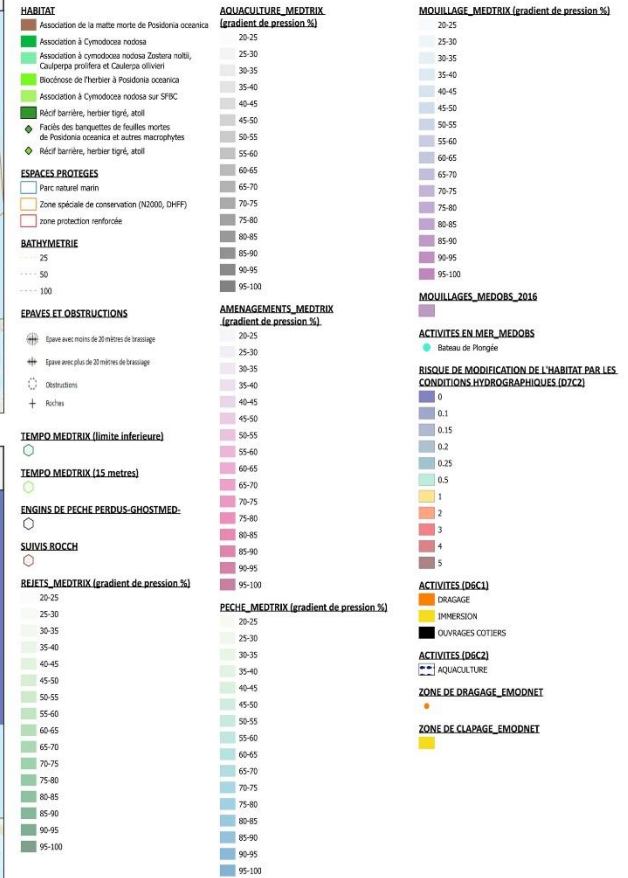 HABITAT
Association de la matte morte de Posidonia oceanica
Association à Cymodocea nodosa
Association à cymodocea nodosa Zostera noltii,
Caulperpa prolifera et Caulerpa ollivieri
Biocénose de l'herbier à Posidonia oceanica
Association à Cymodocea nodosa sur SFBC
Récif barrière, herbier tigré, atoll
Faciès des banquettes de feuilles mortes
de Posidonia oceanica et autres macrophytes
Récif barrière, herbier tigré, atoll
ESPACES PROTEGES
Parc naturel marin
Zone spéciale de conservation (N2000, DHFF)
zone protection renforcée
BATHYMETRIE
25
50
100
EPAVES ET OBSTRUCTIONS
Epave avec moins de 20 mètres de brassiage
Epave avec plus de 20 mètres de brassiage
Obstructions
Roches
TEMPO MEDTRIX (limite inferieure)
TEMPO MEDTRIX (15 metres)
ENGINS DE PECHE PERDUS-GHOSTMED-
SUIVIS ROCCH
REJETS_MEDTRIX (gradient de pression %)
20-25
25-30
30-35
35-40
40-45
45-50
50-55
55-60
60-65
65-70
70-75
75-80
80-85
85-90
90-95
95-100
AQUACULTURE_MEDTRIX
(gradient de pression %)
20-25
25-30
30-35
35-40
40-45
45-50
50-55
55-60
60-65
65-70
70-75
75-80
80-85
85-90
90-95
95-100
AMENAGEMENTS_MEDTRIX
(gradient de pression %)
20-25
25-30
30-35
35-40
40-45
45-50
50-55
55-60
60-65
65-70
70-75
75-80
80-85
85-90
90-95
95-100
PECHE_MEDTRIX (gradient de pression %)
20-25
25-30
30-35
35-40
40-45
45-50
50-55
55-60
60-65
65-70
70-75
75-80
80-85
85-90
90-95
95-100
MOUILLAGE_MEDTRIX (gradient de pression %)
20-25
25-30
30-35
35-40
40-45
45-50
50-55
55-60
60-65
65-70
70-75
75-80
80-85
85-90
90-95
95-100
MOUILLAGES_MEDOBS_2016
ACTIVITES EN MER_MEDOBS
Bateau de Plongée
RISQUE DE MODIFICATION DE L'HABITAT PAR LES
CONDITIONS HYDROGRAPHIQUES (D7C2)
0
0.1
0.15
0.2
0.25
0.5
1
2
3
4
5
ACTIVITES (D6C1)
DRAGAGE
IMMERSION
OUVRAGES COTIERS
ACTIVITES (D6C2)
AQUACULTURE
ZONE DE DRAGAGE_EMODNET
ZONE DE CLAPAGE_EMODNET